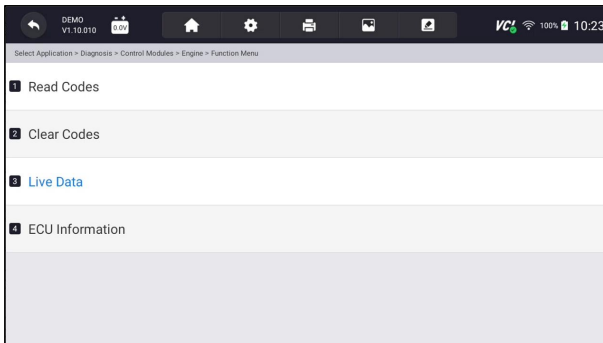 DEMO
V1.10.010
0.0V
VCI 100% 10:23
Select Application > Diagnosis > Control Modules > Engine > Function Menu
1 Read Codes
2 Clear Codes
3 Live Data
4 ECU Information